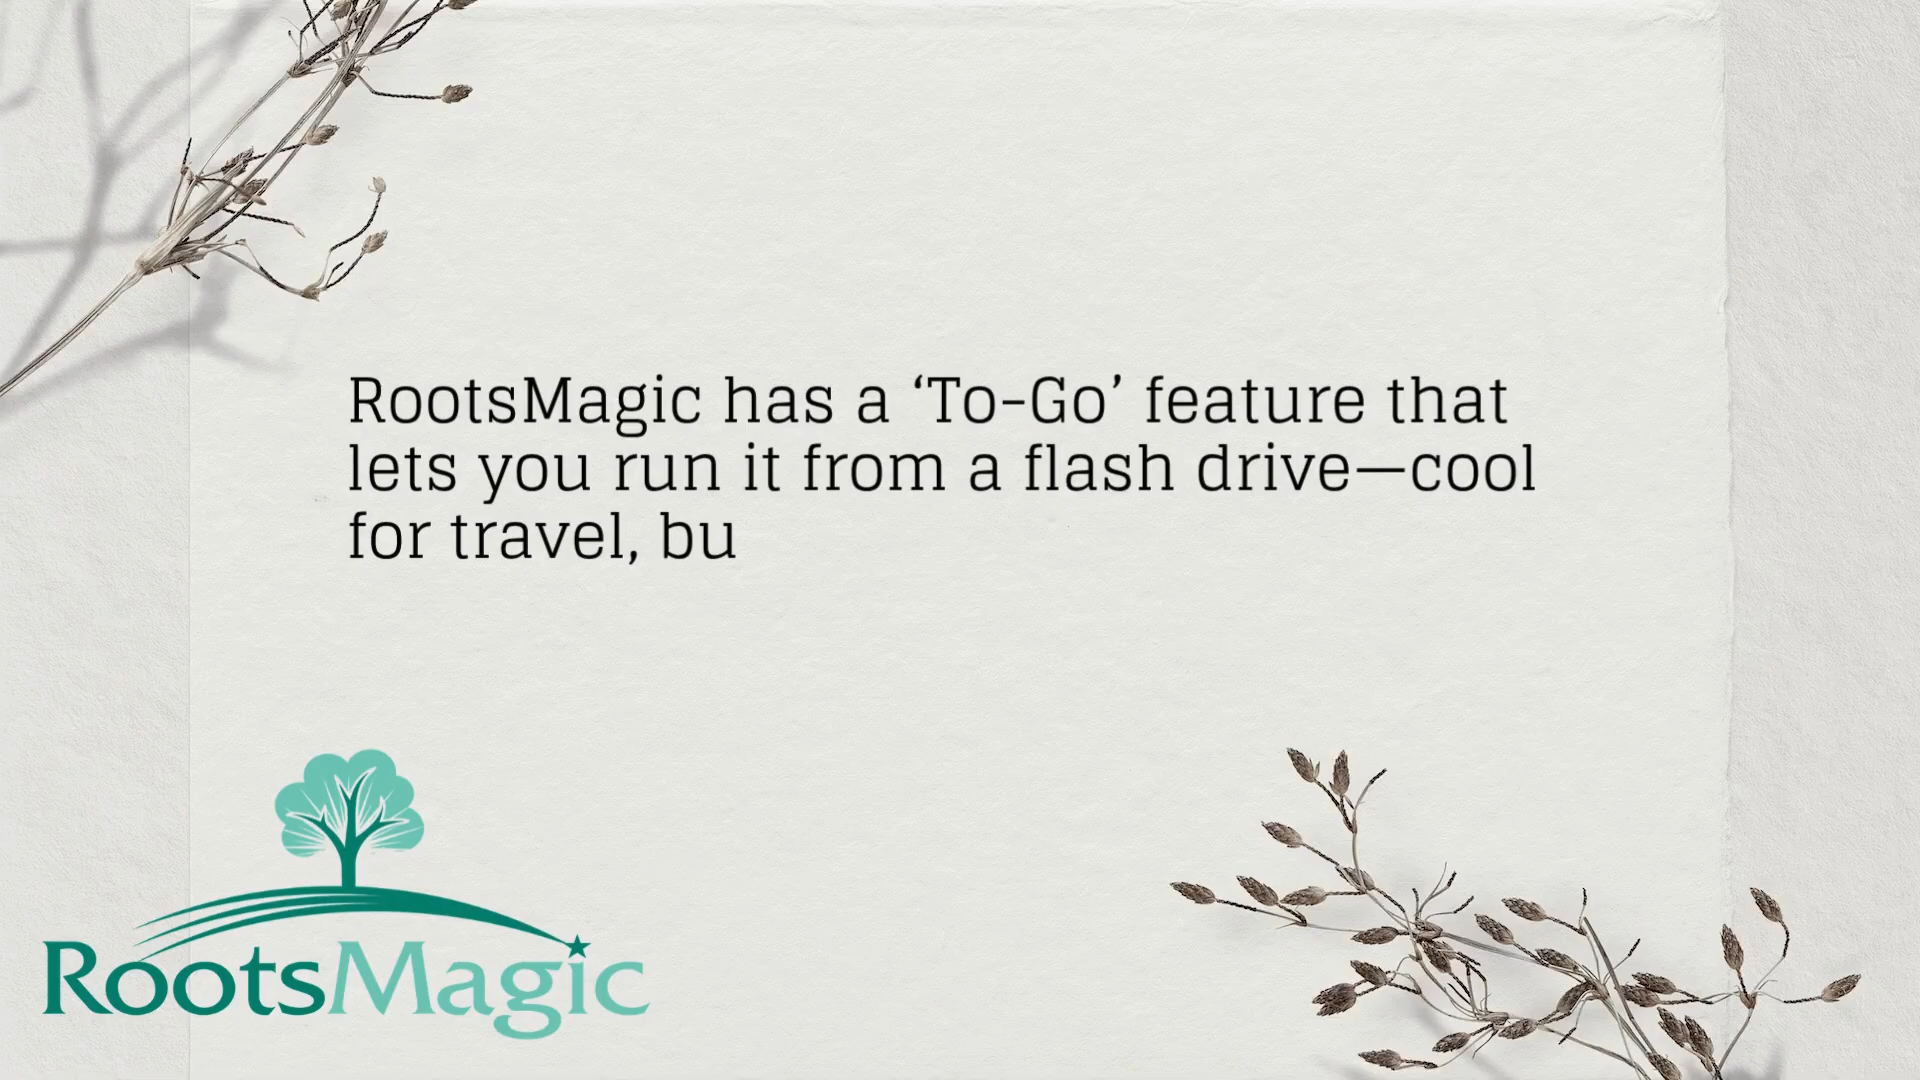 RootsMagic has a ‘To-Go’ feature that
lets you run it from a flash drive—cool
for travel, bu
RootsMagic